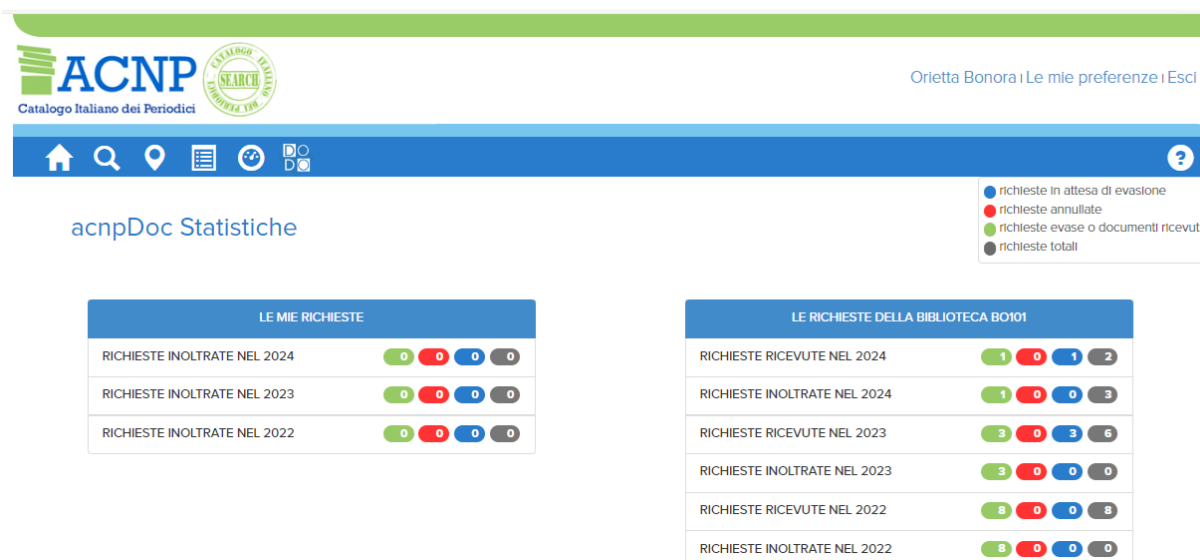 ACNP
Catalogo Italiano dei Periodici
CATALOGO ITALIANO DEI PERIODICI
SEARCH
Orietta Bonora | Le mie preferenze | Esci
DO
DO
?
richieste in attesa di evasione
richieste annullate
richieste evase o documenti ricevut
richieste totali
acnpDoc Statistiche
LE MIE RICHIESTE
RICHIESTE INOLTRATE NEL 2024 0 0 0 0
RICHIESTE INOLTRATE NEL 2023 0 0 0 0
RICHIESTE INOLTRATE NEL 2022 0 0 0 0
LE RICHIESTE DELLA BIBLIOTECA BO101
RICHIESTE RICEVUTE NEL 2024 1 0 1 2
RICHIESTE INOLTRATE NEL 2024 1 0 0 3
RICHIESTE RICEVUTE NEL 2023 3 0 3 6
RICHIESTE INOLTRATE NEL 2023 3 0 0 0
RICHIESTE RICEVUTE NEL 2022 8 0 0 8
RICHIESTE INOLTRATE NEL 2022 8 0 0 0